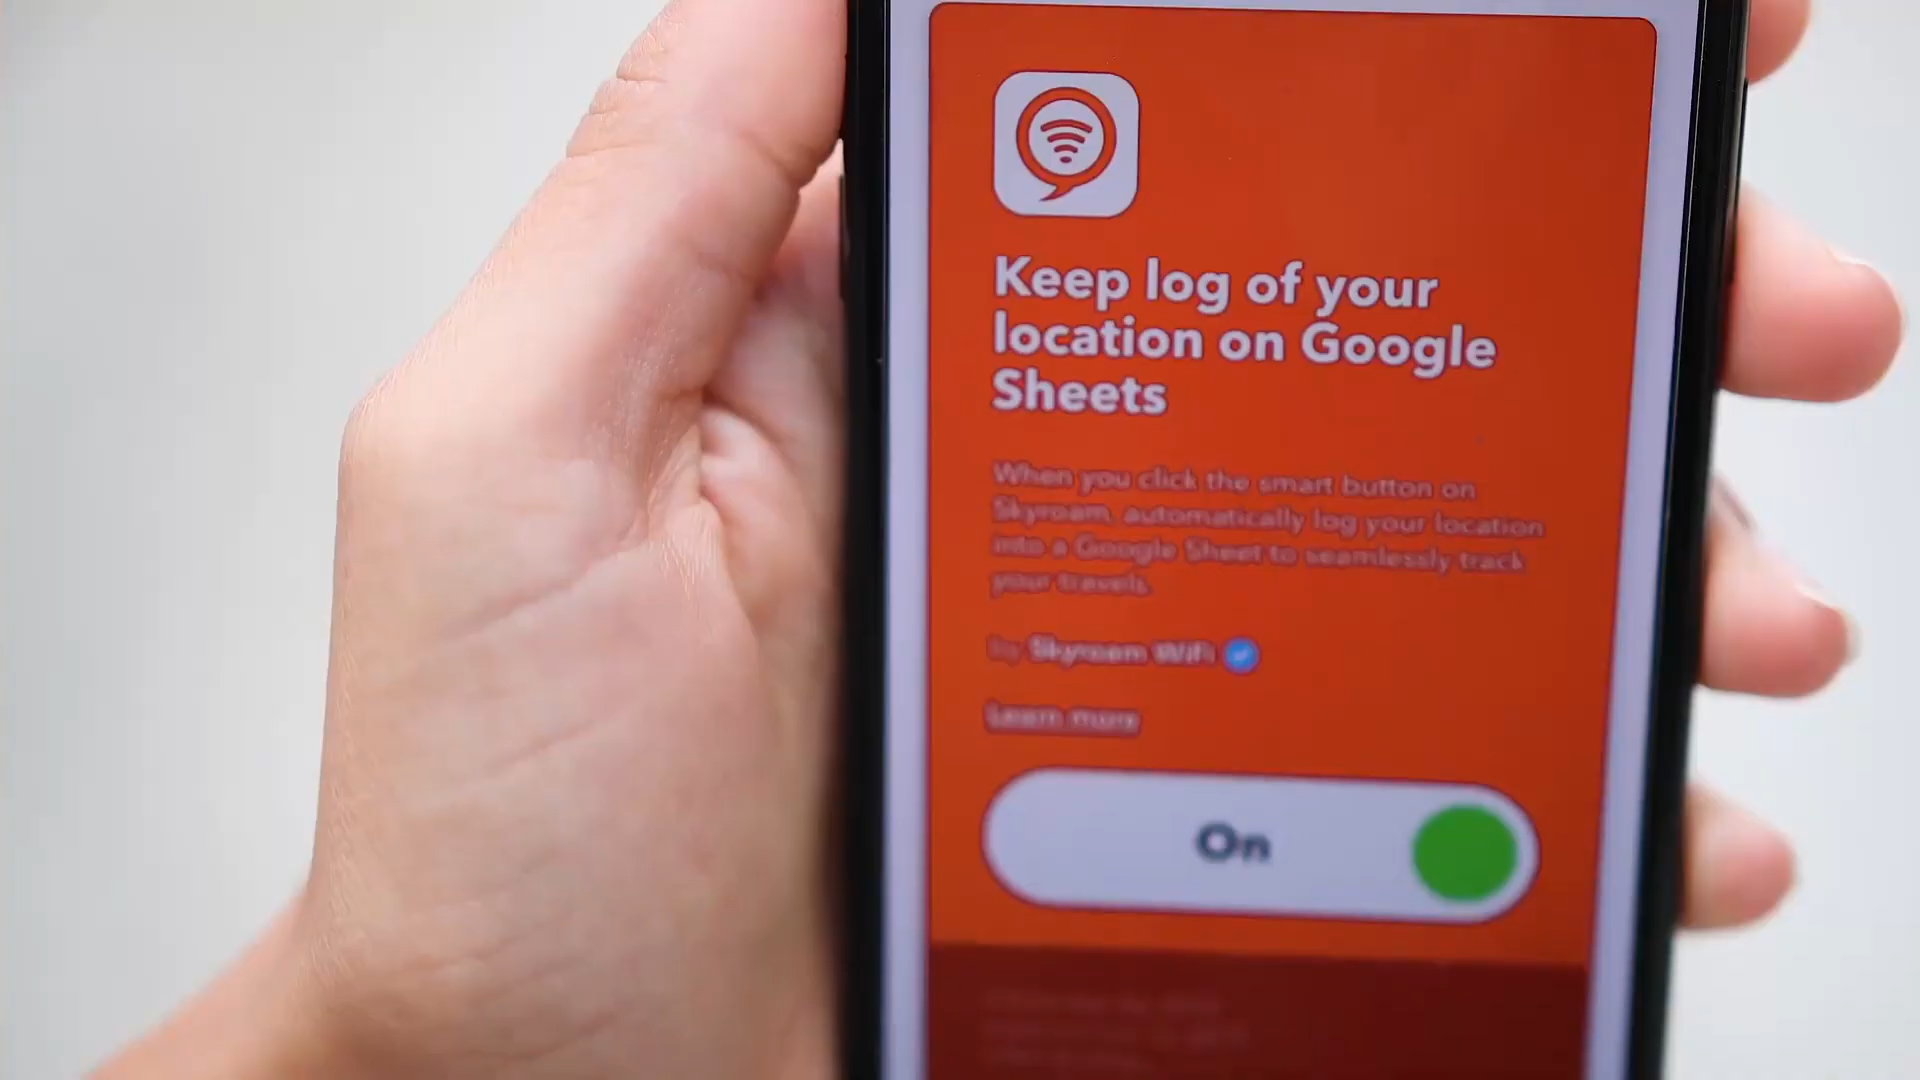 Keep log of your
location on Google
Sheets
When you click the smart button on
Skyroam, automatically log your location
into a Google Sheet to seamlessly track
your travels.
by Skyroam WiFi
Learn more
On